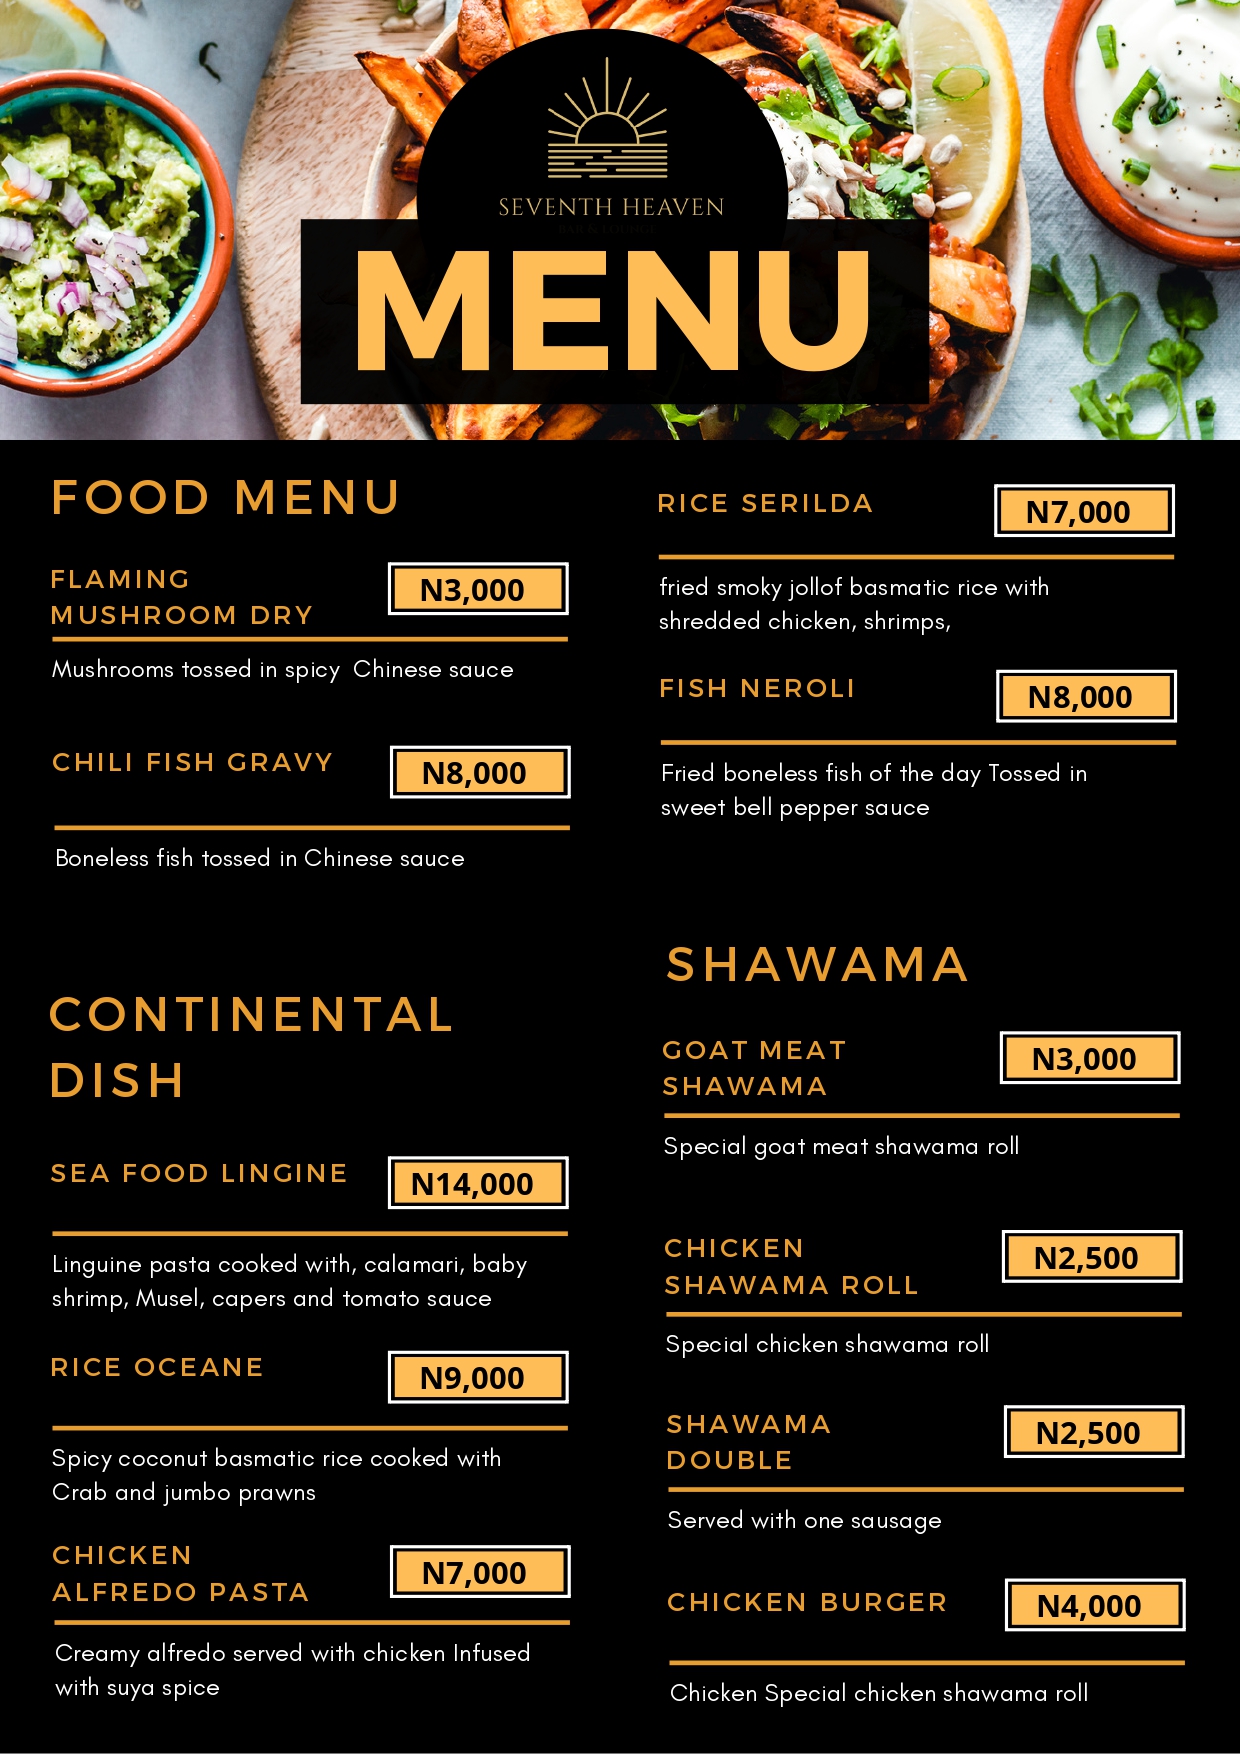 SEVENTH HEAVEN
BAR & LOUNGE
MENU
FOOD MENU
FLAMING
MUSHROOM DRY
N3,000
Mushrooms tossed in spicy  Chinese sauce
CHILI FISH GRAVY
N8,000
Boneless fish tossed in Chinese sauce
CONTINENTAL
DISH
SEA FOOD LINGINE
N14,000
Linguine pasta cooked with, calamari, baby
shrimp, Musel, capers and tomato sauce
RICE OCEANE
N9,000
Spicy coconut basmatic rice cooked with
Crab and jumbo prawns
CHICKEN
ALFREDO PASTA
N7,000
Creamy alfredo served with chicken Infused
with suya spice
RICE SERILDA
N7,000
fried smoky jollof basmatic rice with
shredded chicken, shrimps,
FISH NEROLI
N8,000
Fried boneless fish of the day Tossed in
sweet bell pepper sauce
SHAWAMA
GOAT MEAT
SHAWAMA
N3,000
Special goat meat shawama roll
CHICKEN
SHAWAMA ROLL
N2,500
Special chicken shawama roll
SHAWAMA
DOUBLE
N2,500
Served with one sausage
CHICKEN BURGER
N4,000
Chicken Special chicken shawama roll